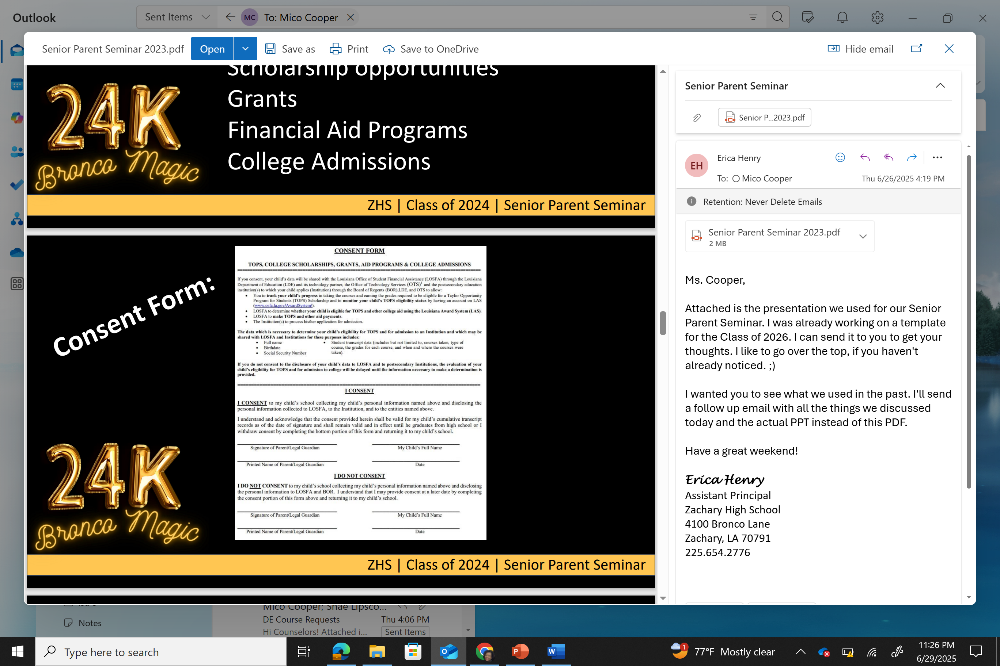 Outlook
Sent Items
MC To: Mico Cooper
Senior Parent Seminar 2023.pdf Open Save as Print Save to OneDrive Hide email
Scholarship opportunities
Grants
Financial Aid Programs
College Admissions
24K
Bronco Magic
ZHS | Class of 2024 | Senior Parent Seminar
Consent Form:
CONSENT FORM
TOPS, COLLEGE SCHOLARSHIPS, GRANTS, AID PROGRAMS & COLLEGE ADMISSIONS
If you consent, your child's data will be shared with the Louisiana Office of Student Financial Assistance (LOSFA) through the Louisiana
Department of Education (LDE) and its technology partner, the Office of Technology Services (OTS)¹ and the postsecondary education
institution(s) to which your child applies (Institution) through the Board of Regents (BOR),LDE, and OTS to allow:
• You to track your child's progress in taking the courses and earning the grades required to be eligible for a Taylor Opportunity
Program for Students (TOPS) Scholarship and to monitor your child's TOPS eligibility status by having an account on LAS
(www.osfa.la.gov/AwardSystem/).
• LOSFA to determine whether your child is eligible for TOPS and other college aid using the Louisiana Award System (LAS).
• LOSFA to make TOPS and other aid payments.
• The Institution(s) to process his/her application for admission.
The data which is necessary to determine your child's eligibility for TOPS and for admission to an Institution and which may be
shared with LOSFA and Institutions for these purposes includes:
• Full name
• Birthdate
• Social Security Number
• Student transcript data (includes but not limited to, courses taken, type of
course, the grades for each course, and when and where the courses were
taken).
If you do not consent to the disclosure of your child's data to LOSFA and to postsecondary Institutions, the evaluation of your
child's eligibility for TOPS and for admission to college will be delayed until the information necessary to make a determination is
provided.
I CONSENT
I CONSENT to my child's school collecting my child's personal information named above and disclosing the
personal information collected to LOSFA, to the Institution, and to the entities named above.
I understand and acknowledge that the consent provided herein shall be valid for my child's cumulative transcript
records as of the date of signature and shall remain valid and in effect until he graduates from high school or I
withdraw consent by completing the bottom portion of this form and returning it to my child's school.
Signature of Parent/Legal Guardian My Child's Full Name
Printed Name of Parent/Legal Guardian Date
I DO NOT CONSENT
I DO NOT CONSENT to my child's school collecting my child's personal information named above and disclosing
the personal information to LOSFA and BOR. I understand that I may provide consent at a later date by completing
the consent portion of this form above and returning it to my child's school.
Signature of Parent/Legal Guardian My Child's Full Name
Printed Name of Parent/Legal Guardian Date
24K
Bronco Magic
ZHS | Class of 2024 | Senior Parent Seminar
Senior Parent Seminar
Senior P...2023.pdf
EH
Erica Henry
To: Mico Cooper Thu 6/26/2025 4:19 PM
Retention: Never Delete Emails
Senior Parent Seminar 2023.pdf
2 MB
Ms. Cooper,
Attached is the presentation we used for our Senior
Parent Seminar. I was already working on a template
for the Class of 2026. I can send it to you to get your
thoughts. I like to go over the top, if you haven't
already noticed. ;)
I wanted you to see what we used in the past. I'll send
a follow up email with all the things we discussed
today and the actual PPT instead of this PDF.
Have a great weekend!
Erica Henry
Assistant Principal
Zachary High School
4100 Bronco Lane
Zachary, LA 70791
225.654.2776
Notes
Mico Cooper; Shae Lipsco...
DE Course Requests Thu 4:06 PM
Hi Counselors! Attached i... Sent Items
Type here to search
O
P
W
1
77°F Mostly clear
11:26 PM
6/29/2025